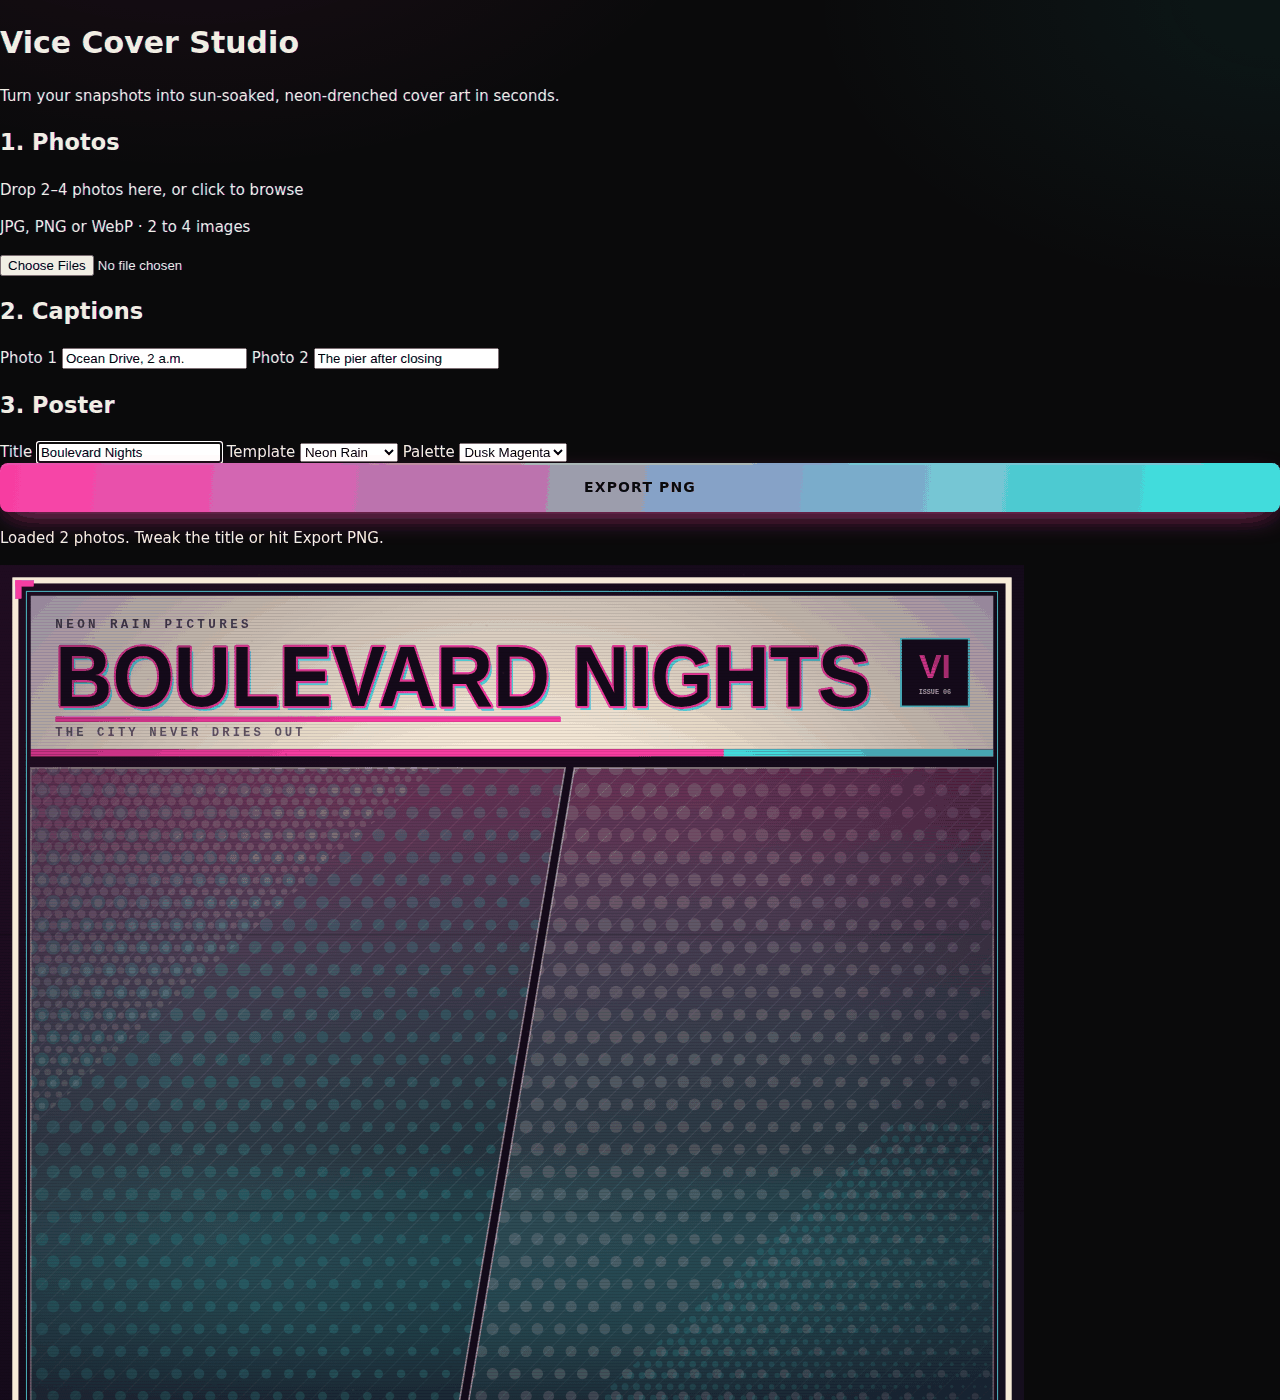 Vice Cover Studio
Turn your snapshots into sun-soaked, neon-drenched cover art in seconds.
1. Photos
Drop 2–4 photos here, or click to browse
JPG, PNG or WebP · 2 to 4 images
Choose Files No file chosen
2. Captions
Photo 1 Ocean Drive, 2 a.m. Photo 2 The pier after closing
3. Poster
Title Boulevard Nights Template Neon Rain Palette Dusk Magenta
EXPORT PNG
Loaded 2 photos. Tweak the title or hit Export PNG.
NEON RAIN PICTURES
BOULEVARD NIGHTS
VI
ISSUE 06
THE CITY NEVER DRIES OUT